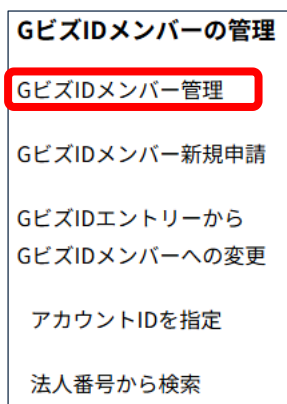 GビズIDメンバーの管理
GビズIDメンバー管理
GビズIDメンバー新規申請
GビズIDエントリーから
GビズIDメンバーへの変更
アカウントIDを指定
法人番号から検索